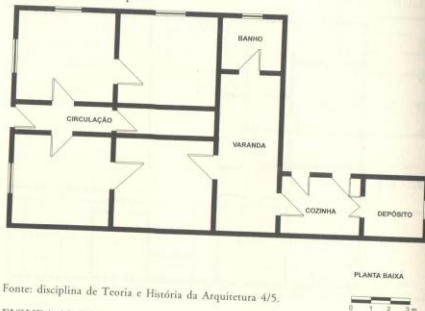 BANHO
CIRCULAÇÃO
VARANDA
COZINHA
DEPÓSITO
PLANTA BAIXA
Fonte: disciplina de Teoria e História da Arquitetura 4/5.
0 1 2 3m